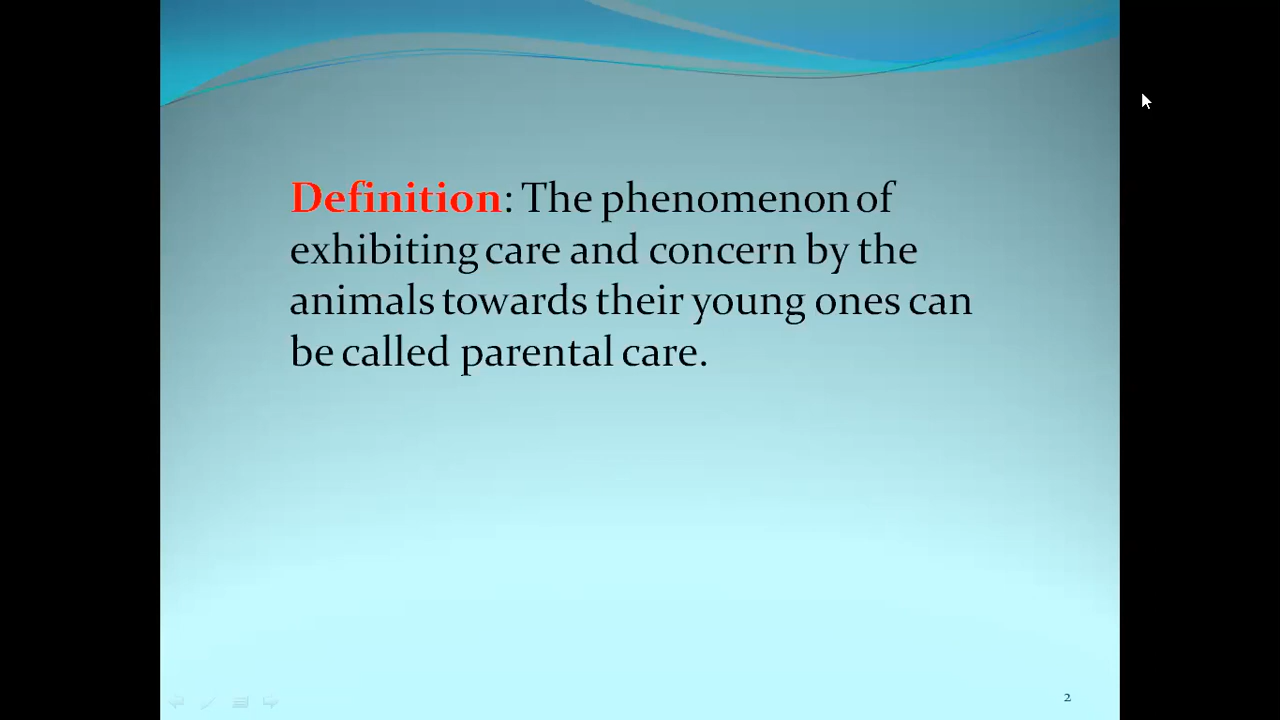 Definition: The phenomenon of
exhibiting care and concern by the
animals towards their young ones can
be called parental care.
2